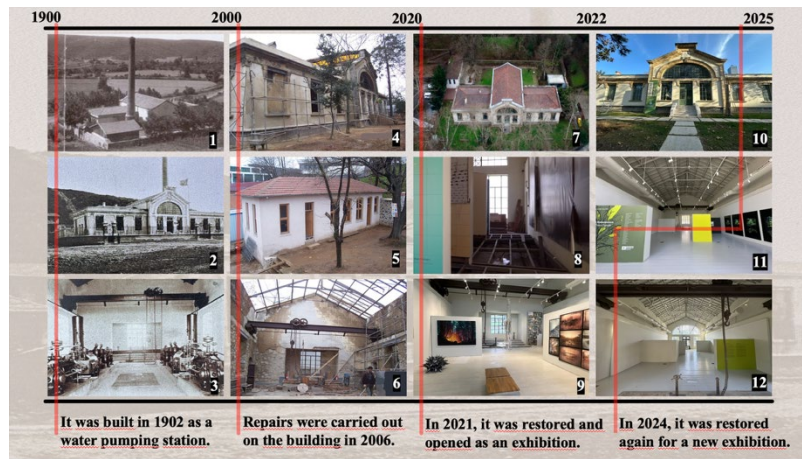 1900 2000 2020 2022 2025
1 4 7 10
2 5 8 11
3 6 9 12
It was built in 1902 as a
water pumping station.
Repairs were carried out
on the building in 2006.
In 2021, it was restored and
opened as an exhibition.
In 2024, it was restored
again for a new exhibition.